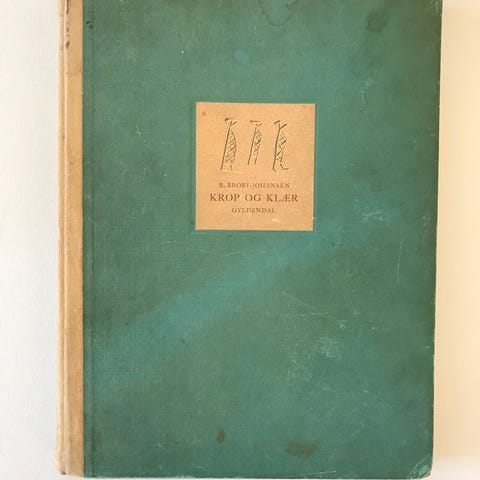 R. BROBY-JOHANSEN
KROP OG KLÆR
GYLDENDAL